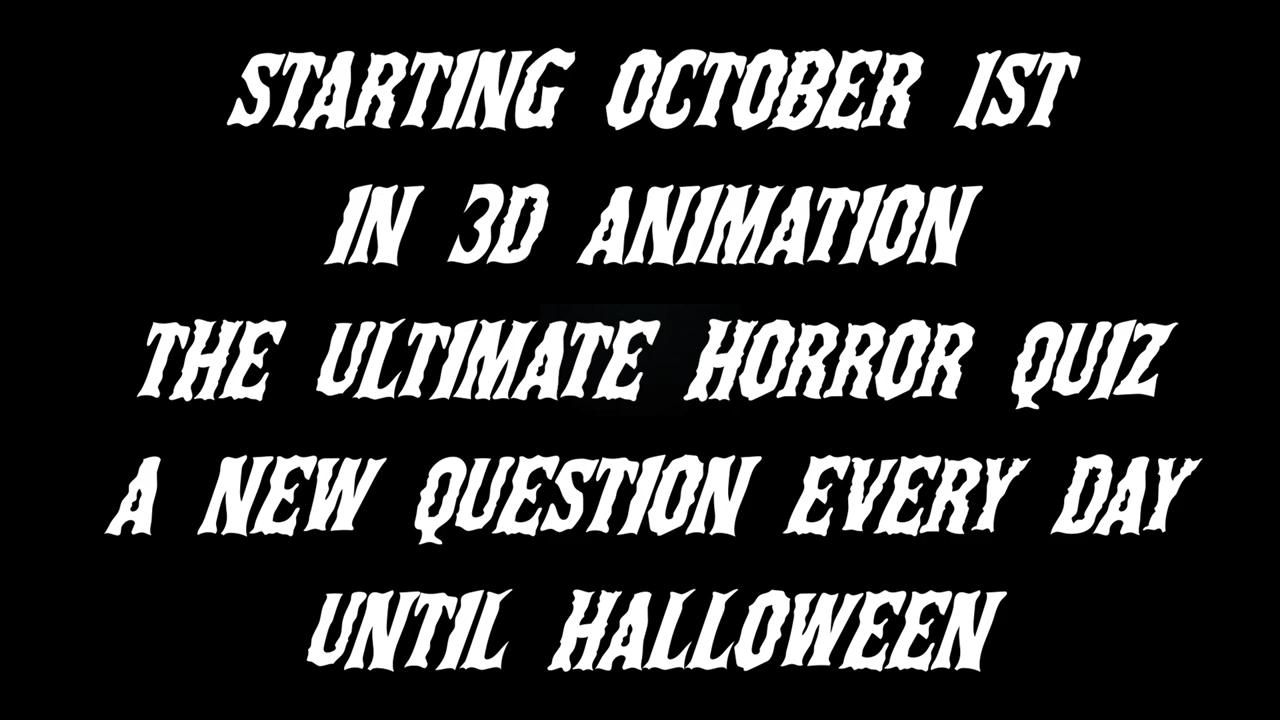 STARTING OCTOBER 1ST
IN 3D ANIMATION
THE ULTIMATE HORROR QUIZ
A NEW QUESTION EVERY DAY
UNTIL HALLOWEEN